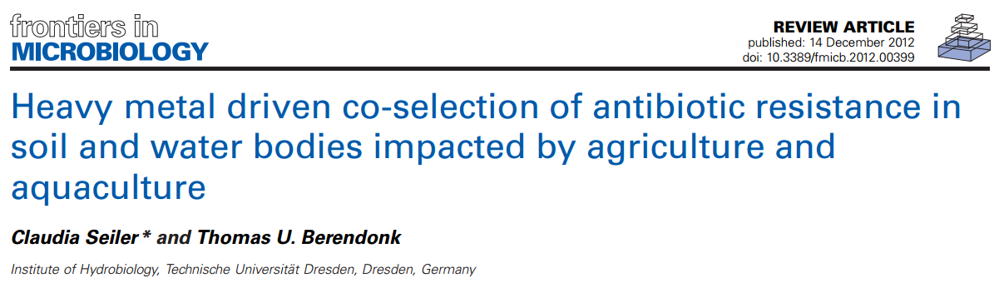 frontiers in
MICROBIOLOGY
REVIEW ARTICLE
published: 14 December 2012
doi: 10.3389/fmicb.2012.00399
Heavy metal driven co-selection of antibiotic resistance in
soil and water bodies impacted by agriculture and
aquaculture
Claudia Seiler* and Thomas U. Berendonk
Institute of Hydrobiology, Technische Universität Dresden, Dresden, Germany